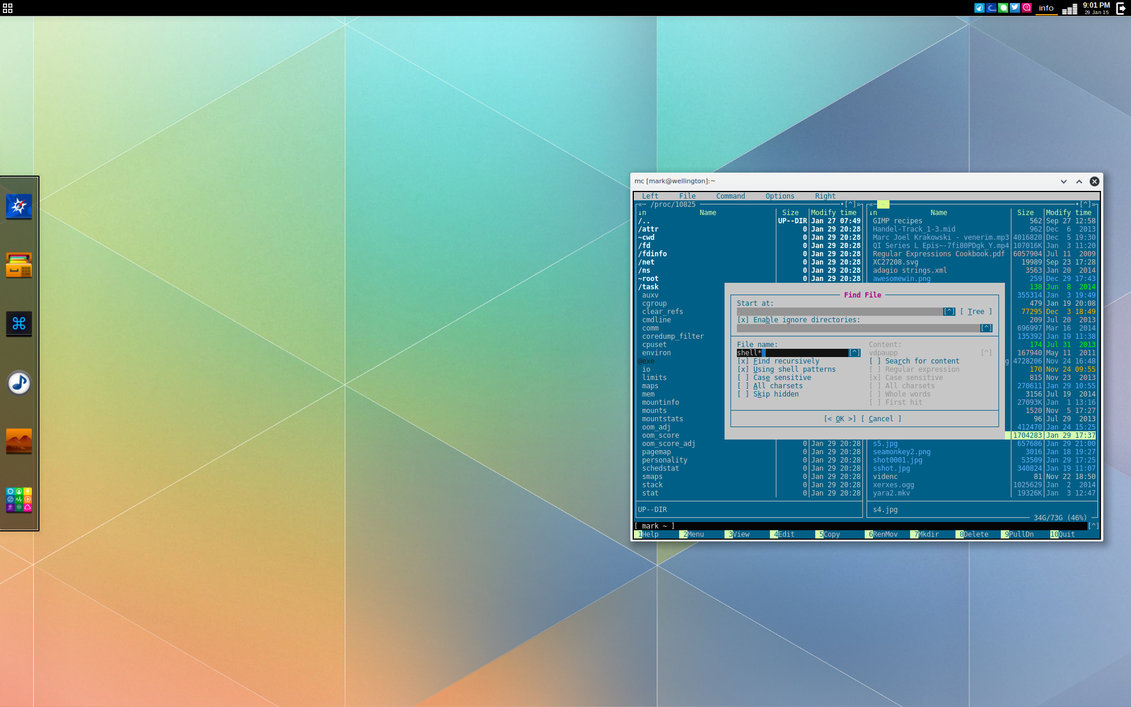 info
9:01 PM
29 Jan 15
mc [mark@wellington]:~
Left File Command Options Right
/proc/10825
↓n Name Size Modify time
/.. UP--DIR Jan 27 07:49
/attr 0 Jan 29 20:28
~cwd 0 Jan 29 20:28
/fd 0 Jan 29 20:28
/fdinfo 0 Jan 29 20:28
/net 0 Jan 29 20:28
/ns 0 Jan 29 20:28
~root 0 Jan 29 20:28
/task
auxv
cgroup
clear_refs
cmdline
comm
coredump_filter
cpuset
environ
io
limits
maps
mem
mountinfo
mounts
mountstats
oom_adj
oom_score
oom_score_adj 0 Jan 29 20:28
pagemap 0 Jan 29 20:28
personality 0 Jan 29 20:28
schedstat 0 Jan 29 20:28
smaps 0 Jan 29 20:28
stack 0 Jan 29 20:28
stat 0 Jan 29 20:28
UP--DIR
↓n Name Size Modify time
GIMP recipes 562 Sep 27 12:58
Handel-Track_1-3.mid 962 Dec 6 2013
Marc Joel Krakowski - venerim.mp3 4016820 Dec 5 19:30
QI Series L Epis~-7fi80PDgk_Y.mp4 107016K Jan 3 11:20
Regular Expressions Cookbook.pdf 6057904 Jul 11 2009
XC27208.svg 19989 Sep 23 17:28
adagio strings.xml 3563 Jan 20 2014
awesomewin.png 259 Dec 29 17:43
138 Jun 8 2014
355314 Jan 3 19:49
479 Jan 19 20:08
77295 Dec 3 18:49
209 Jul 20 2013
696997 Mar 16 2014
135392 Jan 19 11:38
174 Jul 31 2013
167940 May 11 2011
4728206 Nov 24 16:48
170 Nov 24 09:55
815 Nov 23 2013
270611 Jan 29 10:55
3156 Jul 19 2014
27093K Jan 1 13:16
1520 Nov 5 17:27
96 Jul 29 2013
412470 Jan 24 15:25
1704283 Jan 29 17:37
s5.jpg 657686 Jan 29 21:00
seamonkey2.png 3016 Jan 18 19:27
shot0001.jpg 53509 Jan 29 17:25
sshot.jpg 340824 Jan 19 11:07
videnc 81 Nov 22 18:50
xerxes.ogg 1025629 Jan 2 2014
yara2.mkv 19326K Jan 3 12:47
s4.jpg
34G/73G (46%)
Find File
Start at:
[^] [ Tree ]
[x] Enable ignore directories:
[^]
File name: Content:
shell* [^] vdpaupp [^]
[x] Find recursively [ ] Search for content
[x] Using shell patterns [ ] Regular expression
[ ] Case sensitive [x] Case sensitive
[ ] All charsets [ ] All charsets
[ ] Skip hidden [ ] Whole words
[ ] First hit
[< OK >] [ Cancel ]
[ mark ~ ] [^]
1Help 2Menu 3View 4Edit 5Copy 6RenMov 7Mkdir 8Delete 9PullDn 10Quit